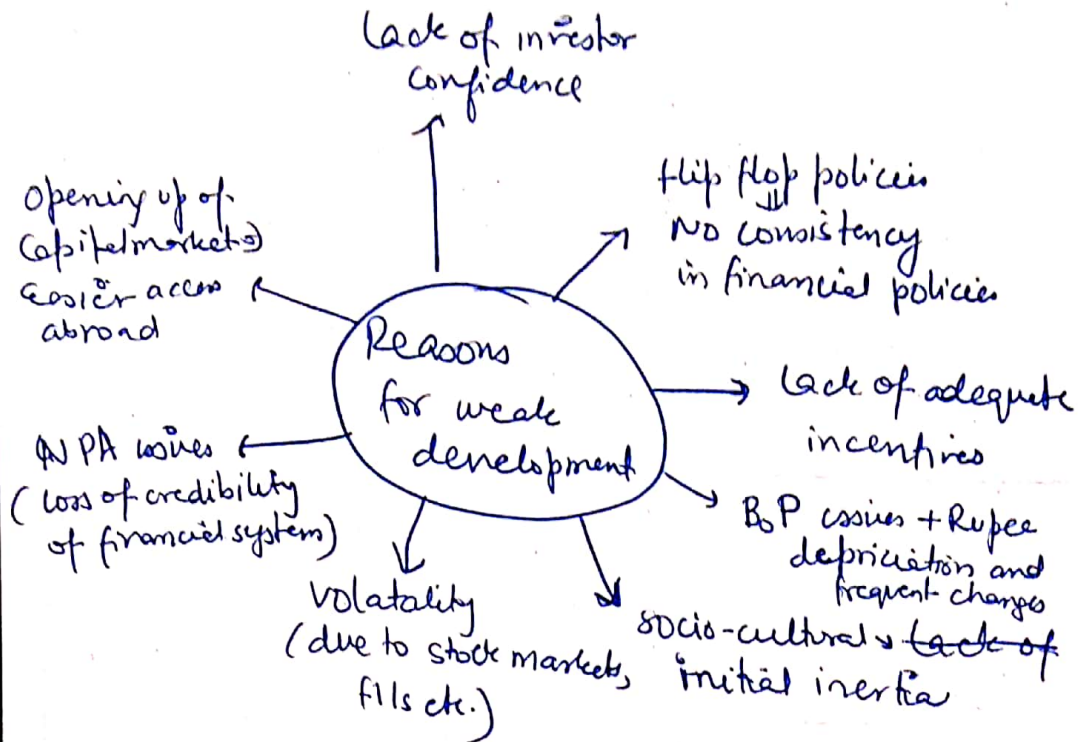 Lack of investor
confidence
flip flop policies
⇓
No consistency
in financial policies
Lack of adequate
incentives
BoP issues + Rupee
depriciation and
frequent changes
socio-cultural & Lack of
initial inertia
Volatality
(due to stock markets,
FIIs etc.)
NPA issues
(loss of credibility
of financial system)
Opening up of
Capital markets
Easier access
abroad
Reasons
for weak
development